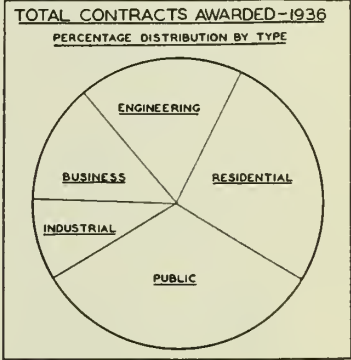 TOTAL CONTRACTS AWARDED-1936
PERCENTAGE DISTRIBUTION BY TYPE
ENGINEERING
BUSINESS
RESIDENTIAL
INDUSTRIAL
PUBLIC